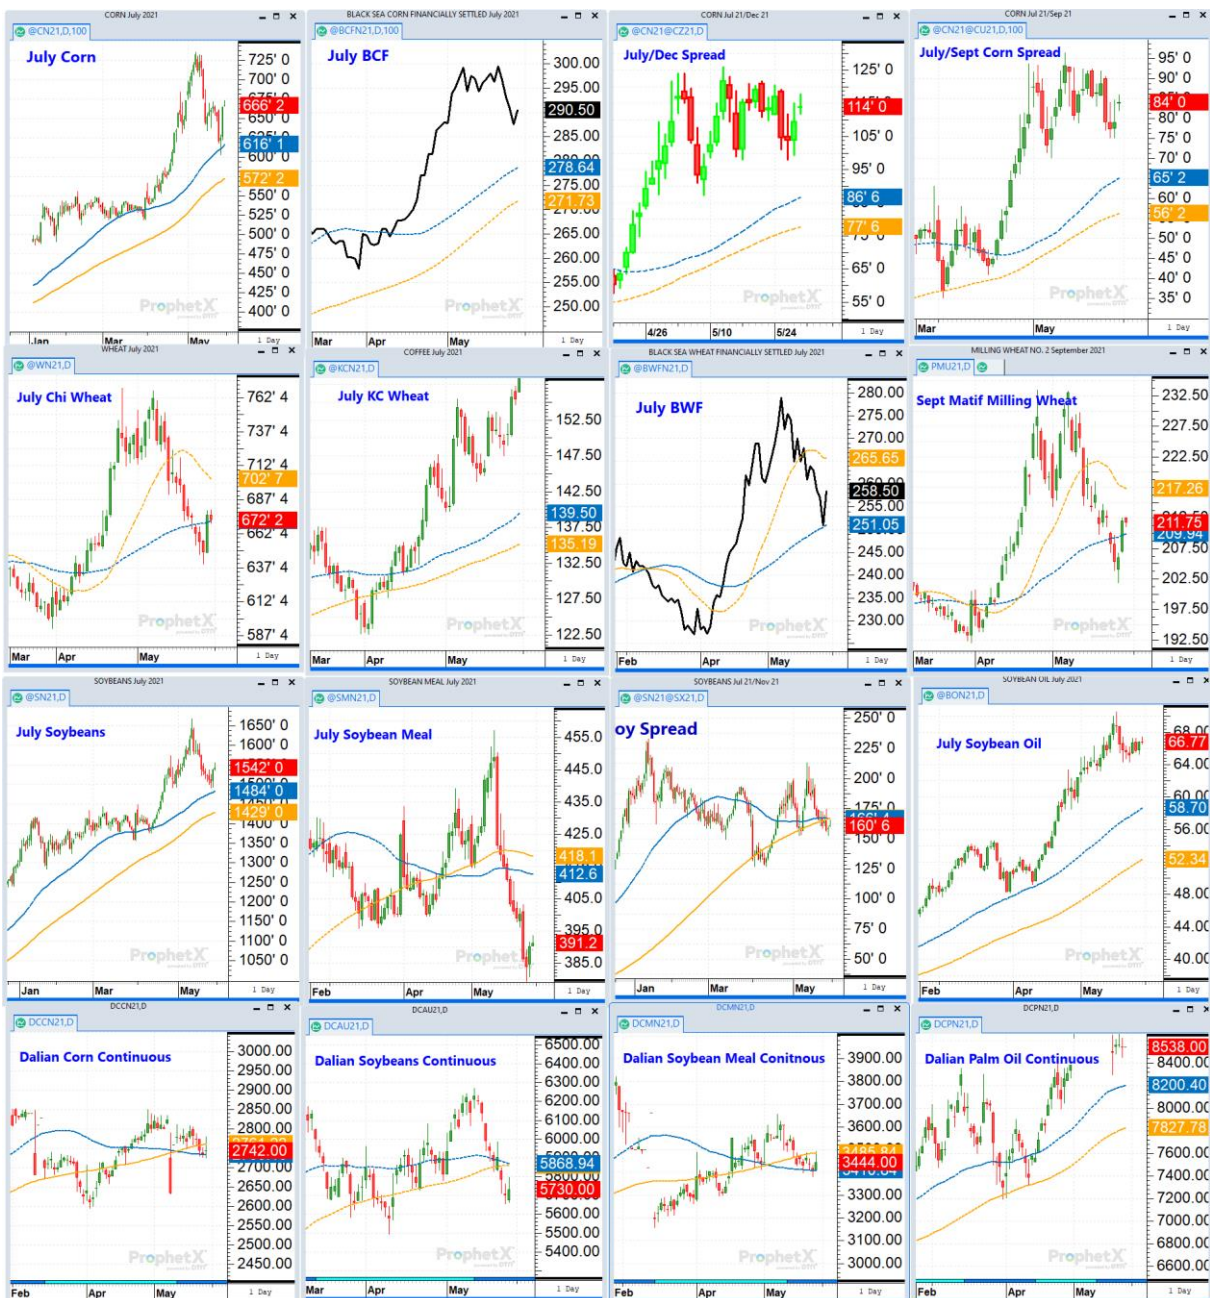 CORN July 2021
@CN21,D,100
July Corn
725' 0
700' 0
666' 2
616' 1
600' 0
572' 2
550' 0
525' 0
500' 0
475' 0
450' 0
425' 0
400' 0
Jan Mar May 1 Day
ProphetX
BLACK SEA CORN FINANCIALLY SETTLED July 2021
@BCFN21,D,100
July BCF
300.00
295.00
290.50
285.00
280.00
278.64
275.00
271.73
265.00
260.00
255.00
250.00
Mar Apr May 1 Day
ProphetX
CORN Jul 21/Dec 21
@CN21@CZ21,D
July/Dec Spread
125' 0
114' 0
105' 0
95' 0
86' 6
77' 6
65' 0
55' 0
4/26 5/10 5/24 1 Day
ProphetX
CORN Jul 21/Sep 21
@CN21@CU21,D,100
July/Sept Corn Spread
95' 0
90' 0
84' 0
80' 0
75' 0
70' 0
65' 2
56' 2
50' 0
45' 0
40' 0
35' 0
Mar May 1 Day
ProphetX
WHEAT July 2021
@WN21,D
July Chi Wheat
762' 4
737' 4
712' 4
702' 7
687' 4
672' 2
662' 4
637' 4
612' 4
587' 4
Mar Apr May 1 Day
ProphetX
COFFEE July 2021
@KCN21,D
July KC Wheat
152.50
147.50
142.50
139.50
137.50
135.19
127.50
122.50
Mar Apr May 1 Day
ProphetX
BLACK SEA WHEAT FINANCIALLY SETTLED July 2021
@BWFN21,D
July BWF
280.00
275.00
270.00
265.65
258.50
255.00
251.05
245.00
240.00
235.00
230.00
Feb Apr May 1 Day
ProphetX
MILLING WHEAT NO. 2 September 2021
PMU21,D
Sept Matif Milling Wheat
232.50
227.50
222.50
217.26
211.75
209.94
207.50
202.50
197.50
192.50
Mar Apr May 1 Day
ProphetX
SOYBEANS July 2021
@SN21,D
July Soybeans
1650' 0
1600' 0
1542' 0
1484' 0
1429' 0
1400' 0
1350' 0
1300' 0
1250' 0
1200' 0
1150' 0
1100' 0
1050' 0
Jan Mar May 1 Day
ProphetX
SOYBEAN MEAL July 2021
@SMN21,D
July Soybean Meal
455.0
445.0
435.0
425.0
418.1
412.6
405.0
395.0
391.2
385.0
Feb Apr May 1 Day
ProphetX
SOYBEANS Jul 21/Nov 21
@SN21@SX21,D
oy Spread
250' 0
225' 0
200' 0
175' 0
160' 6
125' 0
100' 0
75' 0
50' 0
Jan Mar May 1 Day
ProphetX
SOYBEAN OIL July 2021
@BON21,D
July Soybean Oil
68.00
66.77
64.00
60.00
58.70
56.00
52.34
48.00
44.00
40.00
Feb Apr May 1 Day
ProphetX
DCCN21,D
DCCN21,D
Dalian Corn Continuous
3000.00
2950.00
2900.00
2850.00
2800.00
2742.00
2700.00
2650.00
2600.00
2550.00
2500.00
2450.00
Feb Apr May 1 Day
ProphetX
DCAU21,D
DCAU21,D
Dalian Soybeans Continuous
6500.00
6400.00
6300.00
6200.00
6100.00
6000.00
5900.00
5868.94
5730.00
5600.00
5500.00
5400.00
Mar Apr May 1 Day
ProphetX
DCMN21,D
DCMN21,D
Dalian Soybean Meal Conitnous
3900.00
3800.00
3700.00
3600.00
3444.00
3300.00
3200.00
3100.00
3000.00
Feb Apr May 1 Day
ProphetX
DCPN21,D
DCPN21,D
Dalian Palm Oil Continuous
8538.00
8400.00
8200.40
8000.00
7827.78
7600.00
7400.00
7200.00
7000.00
6800.00
6600.00
Feb Apr May 1 Day
ProphetX